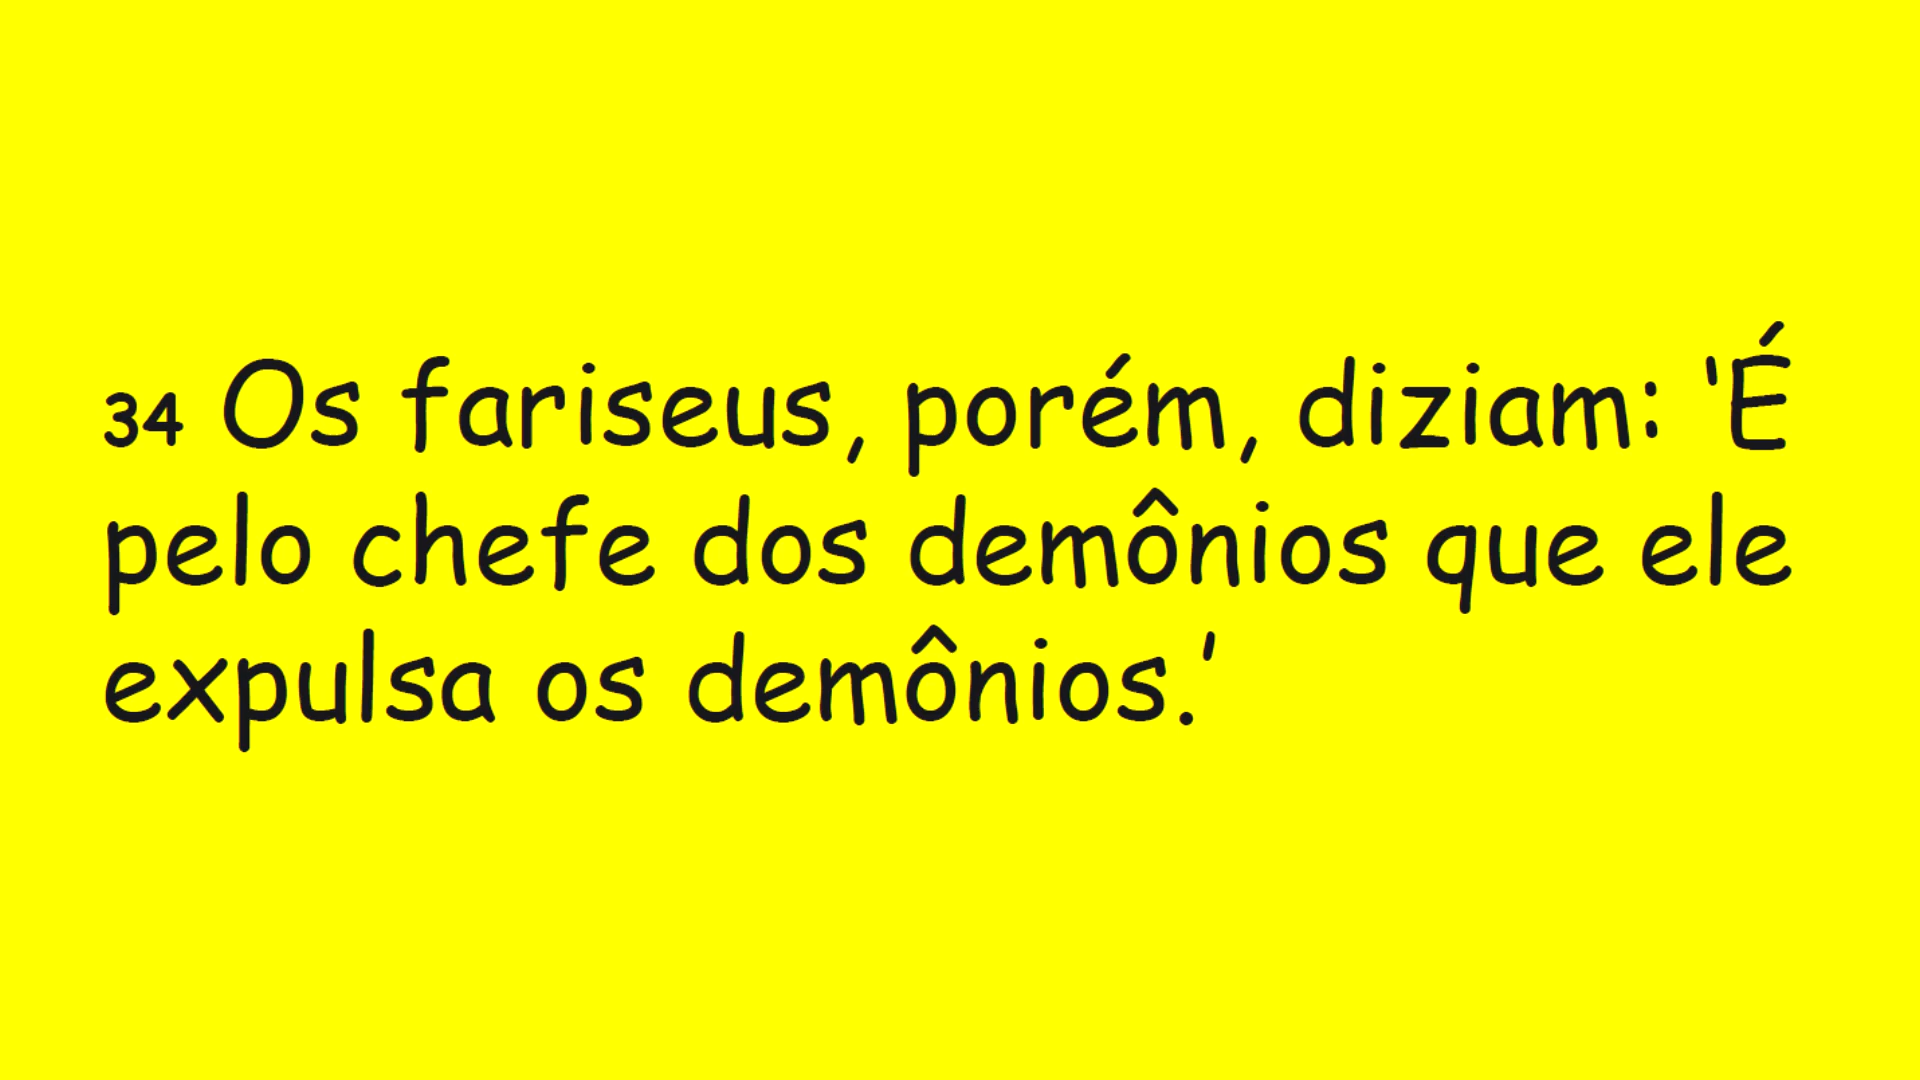 34 Os fariseus, porém, diziam: ‘É
pelo chefe dos demônios que ele
expulsa os demônios.’